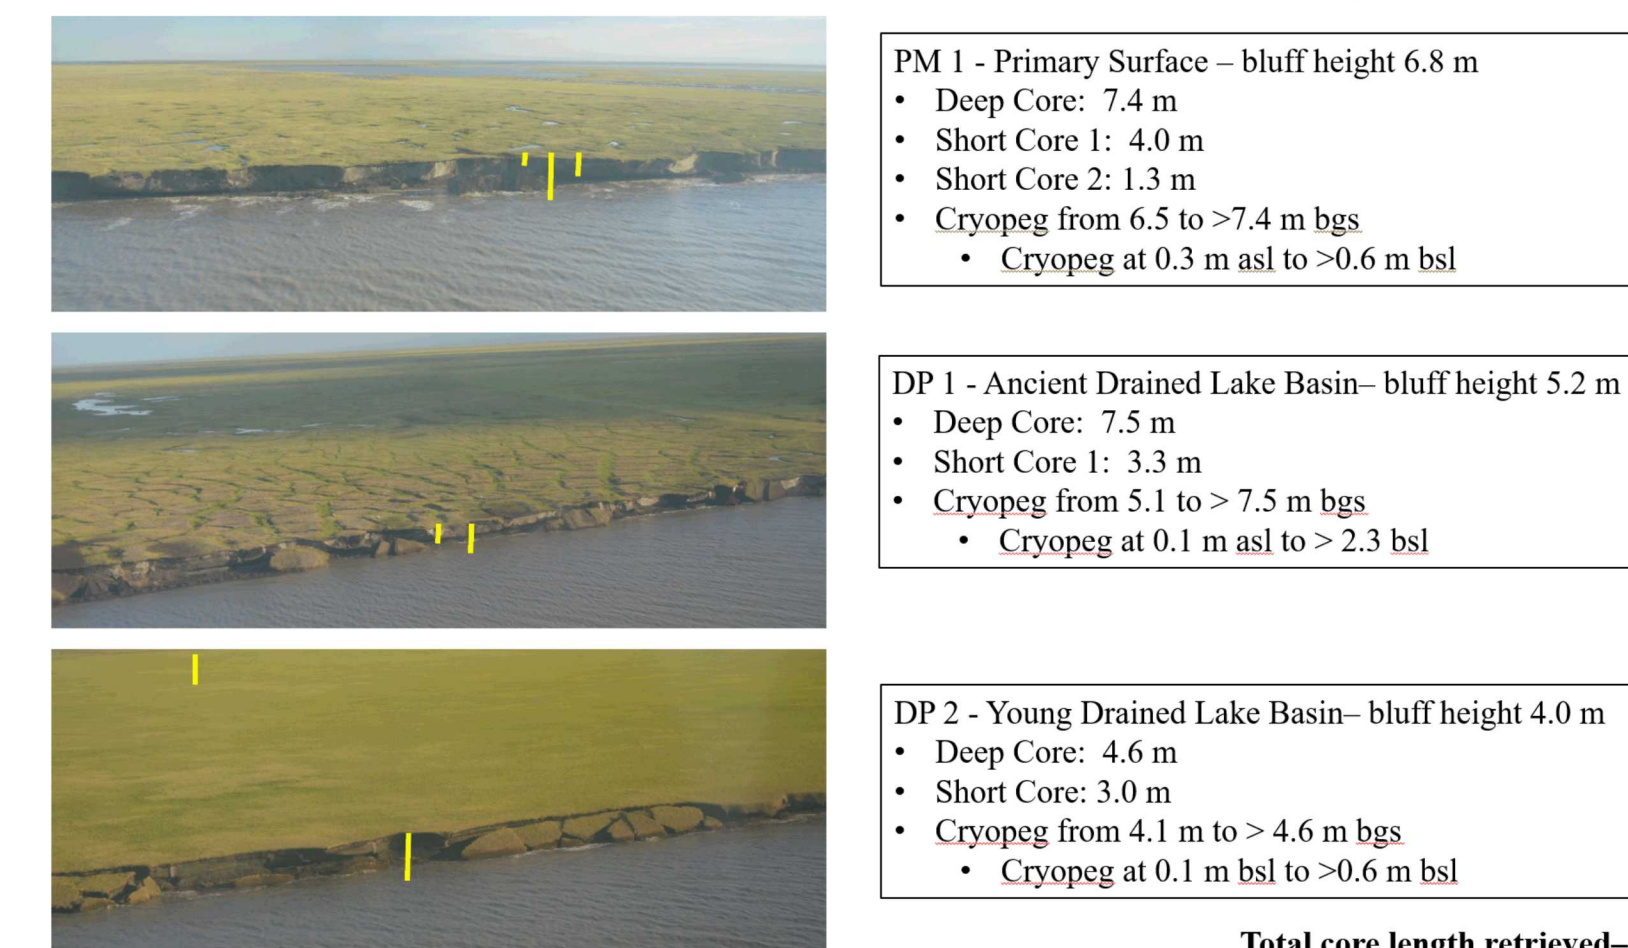 PM 1 - Primary Surface – bluff height 6.8 m
• Deep Core: 7.4 m
• Short Core 1: 4.0 m
• Short Core 2: 1.3 m
• Cryopeg from 6.5 to >7.4 m bgs
• Cryopeg at 0.3 m asl to >0.6 m bsl
DP 1 - Ancient Drained Lake Basin– bluff height 5.2 m
• Deep Core: 7.5 m
• Short Core 1: 3.3 m
• Cryopeg from 5.1 to > 7.5 m bgs
• Cryopeg at 0.1 m asl to > 2.3 bsl
DP 2 - Young Drained Lake Basin– bluff height 4.0 m
• Deep Core: 4.6 m
• Short Core: 3.0 m
• Cryopeg from 4.1 m to > 4.6 m bgs
• Cryopeg at 0.1 m bsl to >0.6 m bsl
Total core length retrieved–